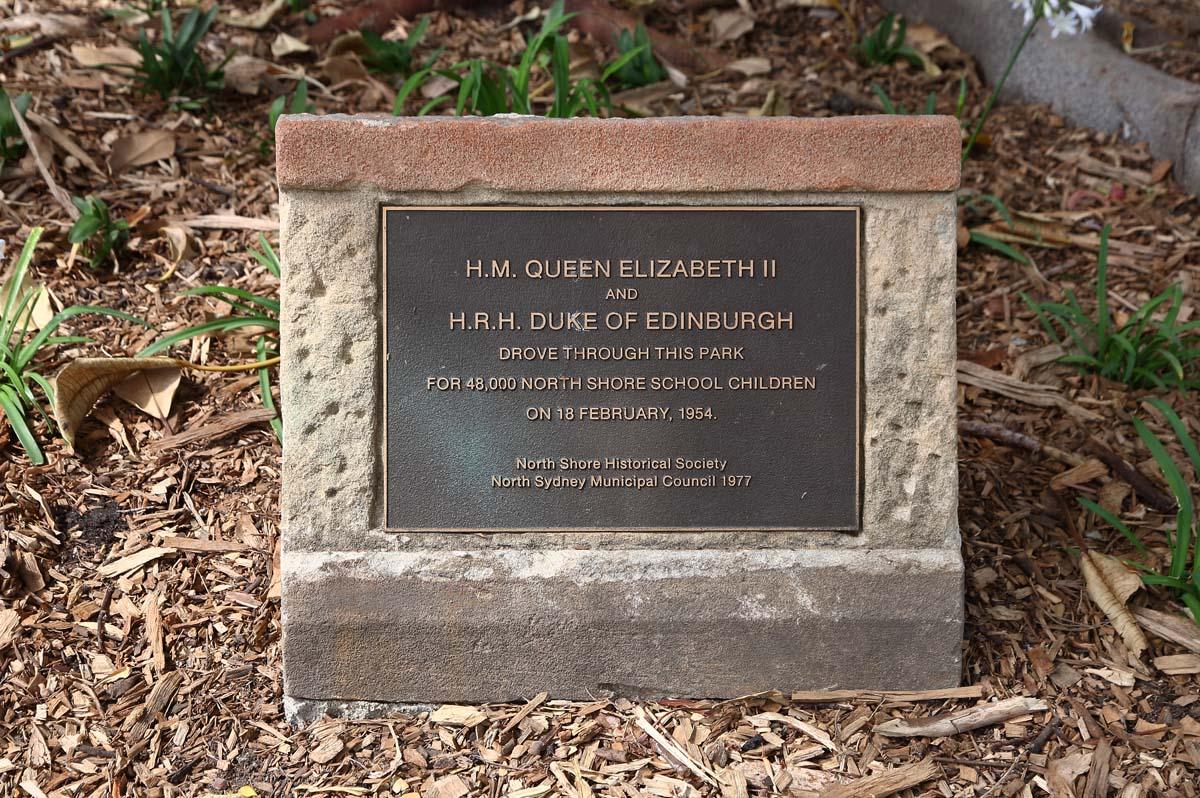 H.M. QUEEN ELIZABETH II
AND
H.R.H. DUKE OF EDINBURGH
DROVE THROUGH THIS PARK
FOR 48,000 NORTH SHORE SCHOOL CHILDREN
ON 18 FEBRUARY, 1954.
North Shore Historical Society
North Sydney Municipal Council 1977